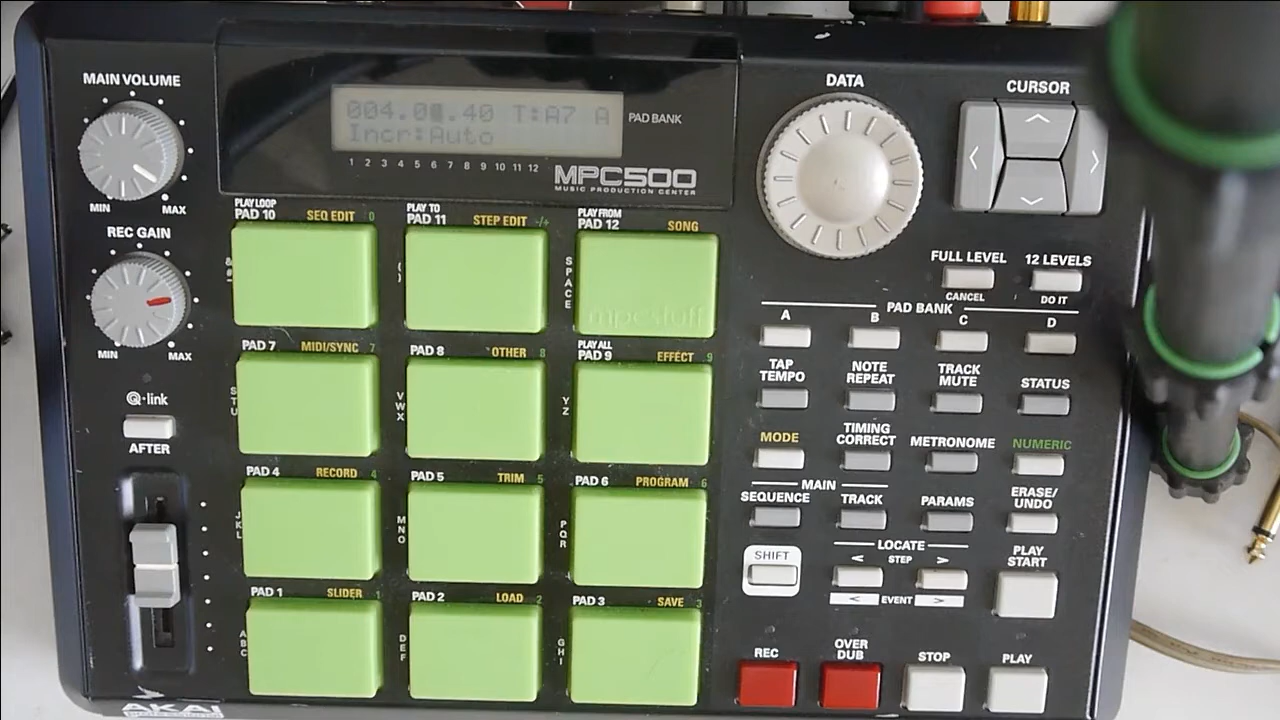 MAIN VOLUME
MIN
MAX
REC GAIN
MIN
MAX
Q-link
AFTER
AKAI
004.0 .40 T:A7 A
Incr:Auto
PAD BANK
1 2 3 4 5 6 7 8 9 10 11 12
MPC500
MUSIC PRODUCTION CENTER
PLAY LOOP
PAD 10 SEQ EDIT 0
PLAY TO
PAD 11 STEP EDIT -/+
PLAY FROM
PAD 12 SONG
SPACE
mpcstuff
PAD 7 MIDI/SYNC 7
STU
PAD 8 OTHER 8
VWX
PLAY ALL
PAD 9 EFFECT 9
YZ
PAD 4 RECORD 4
JKL
PAD 5 TRIM 5
MNO
PAD 6 PROGRAM 6
PQR
PAD 1 SLIDER 1
ABC
PAD 2 LOAD 2
DEF
PAD 3 SAVE 3
GHI
DATA
CURSOR
FULL LEVEL
CANCEL
12 LEVELS
DO IT
PAD BANK
A
B
C
D
TAP
TEMPO
NOTE
REPEAT
TRACK
MUTE
STATUS
MODE
TIMING
CORRECT
METRONOME
NUMERIC
MAIN
SEQUENCE
TRACK
PARAMS
ERASE/
UNDO
SHIFT
LOCATE
< STEP >
< EVENT >
PLAY
START
REC
OVER
DUB
STOP
PLAY